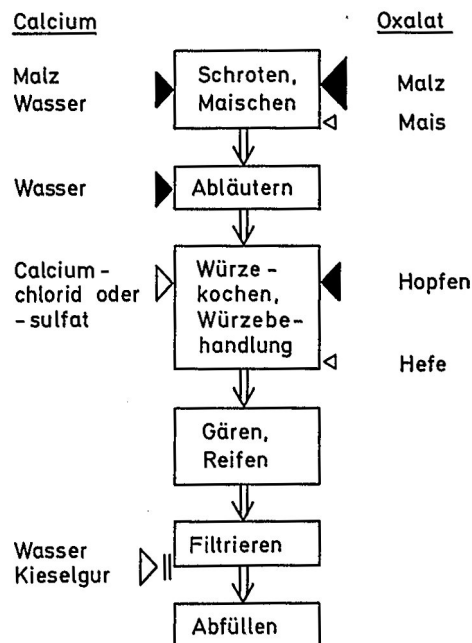 Calcium
Oxalat
Malz
Wasser
Schroten,
Maischen
Malz
Mais
Wasser
Abläutern
Calcium-
chlorid oder
-sulfat
Würze-
kochen,
Würzebe-
handlung
Hopfen
Hefe
Gären,
Reifen
Wasser
Kieselgur
Filtrieren
Abfüllen